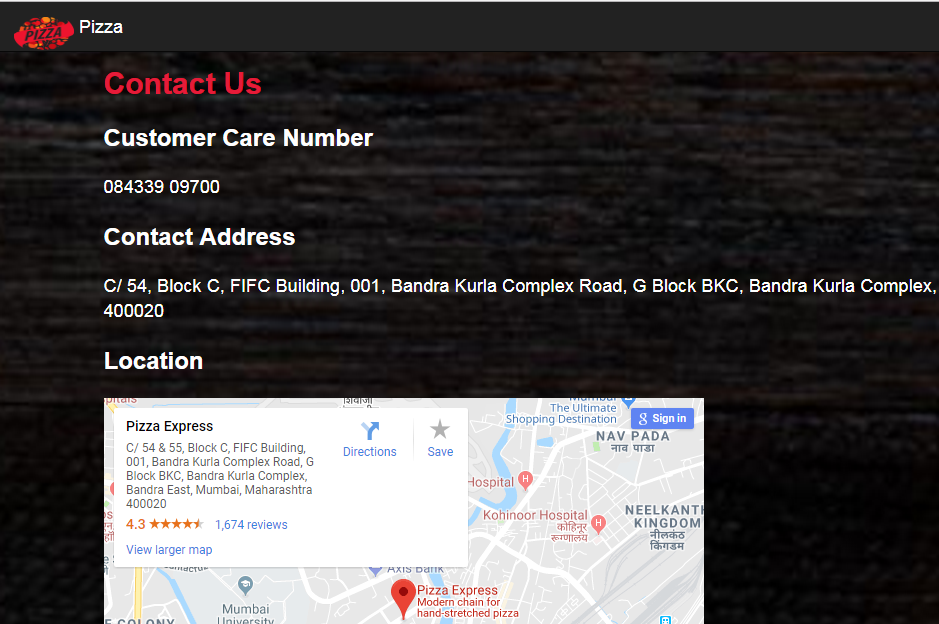 PIZZA Pizza
Contact Us
Customer Care Number
084339 09700
Contact Address
C/ 54, Block C, FIFC Building, 001, Bandra Kurla Complex Road, G Block BKC, Bandra Kurla Complex,
400020
Location
pitals
शिवाजी
Mumbai
The Ultimate
Shopping Destination
Sign in
Pizza Express
C/ 54 & 55, Block C, FIFC Building,
001, Bandra Kurla Complex Road, G
Block BKC, Bandra Kurla Complex,
Bandra East, Mumbai, Maharashtra
400020
4.3 1,674 reviews
View larger map
Directions
Save
NAV PADA
नाव पाडा
Hospital
H
Kohinoor Hospital
कोहिनूर
रूग्णालय
H
NEELKANTH
KINGDOM
नीलकंठ
किंगडम
Axis Bank
Pizza Express
Modern chain for
hand-stretched pizza
Mumbai
University
E COLONY